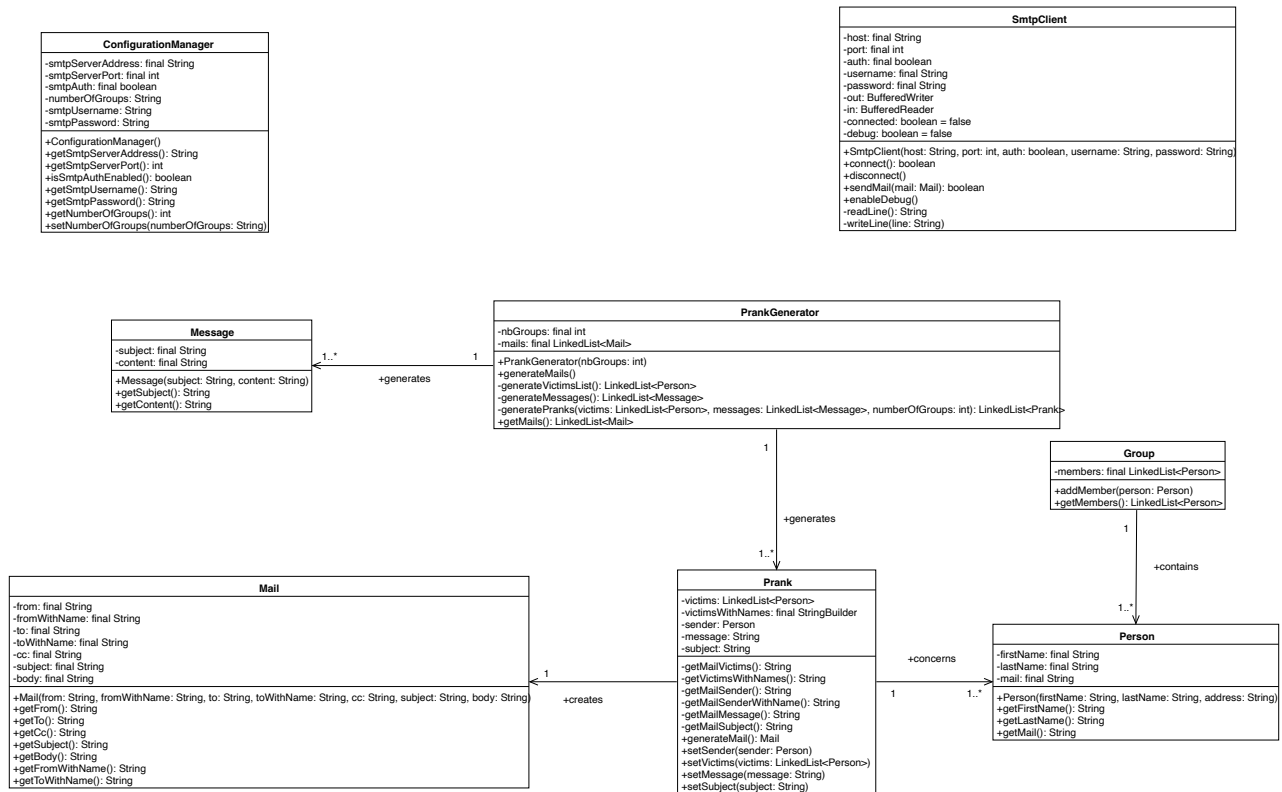 ConfigurationManager
-smtpServerAddress: final String
-smtpServerPort: final int
-smtpAuth: final boolean
-numberOfGroups: String
-smtpUsername: String
-smtpPassword: String
+ConfigurationManager()
+getSmtpServerAddress(): String
+getSmtpServerPort(): int
+isSmtpAuthEnabled(): boolean
+getSmtpUsername(): String
+getSmtpPassword(): String
+getNumberOfGroups(): int
+setNumberOfGroups(numberOfGroups: String)
SmtpClient
-host: final String
-port: final int
-auth: final boolean
-username: final String
-password: final String
-out: BufferedWriter
-in: BufferedReader
-connected: boolean = false
-debug: boolean = false
+SmtpClient(host: String, port: int, auth: boolean, username: String, password: String)
+connect(): boolean
+disconnect()
+sendMail(mail: Mail): boolean
+enableDebug()
-readLine(): String
-writeLine(line: String)
Message
-subject: final String
-content: final String
+Message(subject: String, content: String)
+getSubject(): String
+getContent(): String
1..*
1
+generates
PrankGenerator
-nbGroups: final int
-mails: final LinkedList<Mail>
+PrankGenerator(nbGroups: int)
+generateMails()
-generateVictimsList(): LinkedList<Person>
-generateMessages(): LinkedList<Message>
-generatePranks(victims: LinkedList<Person>, messages: LinkedList<Message>, numberOfGroups: int): LinkedList<Prank>
+getMails(): LinkedList<Mail>
1
+generates
1..*
Group
-members: final LinkedList<Person>
+addMember(person: Person)
+getMembers(): LinkedList<Person>
1
+contains
1..*
Mail
-from: final String
-fromWithName: final String
-to: final String
-toWithName: final String
-cc: final String
-subject: final String
-body: final String
+Mail(from: String, fromWithName: String, to: String, toWithName: String, cc: String, subject: String, body: String)
+getFrom(): String
+getTo(): String
+getCc(): String
+getSubject(): String
+getBody(): String
+getFromWithName(): String
+getToWithName(): String
1
+creates
Prank
-victims: LinkedList<Person>
-victimsWithNames: final StringBuilder
-sender: Person
-message: String
-subject: String
-getMailVictims(): String
-getVictimsWithNames(): String
-getMailSender(): String
-getMailSenderWithName(): String
-getMailMessage(): String
-getMailSubject(): String
+generateMail(): Mail
+setSender(sender: Person)
+setVictims(victims: LinkedList<Person>)
+setMessage(message: String)
+setSubject(subject: String)
+concerns
1
1..*
Person
-firstName: final String
-lastName: final String
-mail: final String
+Person(firstName: String, lastName: String, address: String)
+getFirstName(): String
+getLastName(): String
+getMail(): String